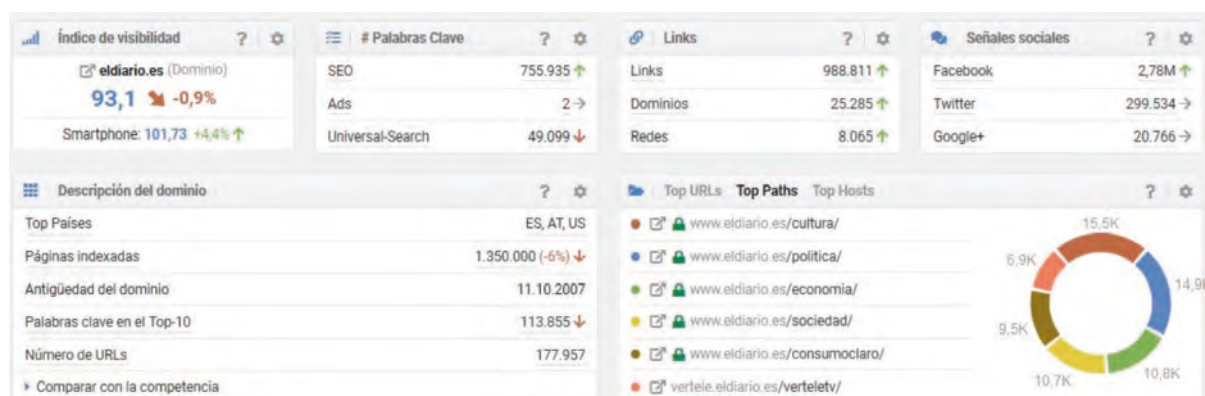 Índice de visibilidad ?
eldiario.es (Dominio)
93,1 -0,9%
Smartphone: 101,73 +4,4%
# Palabras Clave ?
SEO 755.935
Ads 2
Universal-Search 49.099
Links ?
Links 988.811
Dominios 25.285
Redes 8.065
Señales sociales ?
Facebook 2,78M
Twitter 299.534
Google+ 20.766
Descripción del dominio ?
Top Países ES, AT, US
Páginas indexadas 1.350.000 (-6%)
Antigüedad del dominio 11.10.2007
Palabras clave en el Top-10 113.855
Número de URLs 177.957
Comparar con la competencia
Top URLs Top Paths Top Hosts ?
www.eldiario.es/cultura/
www.eldiario.es/politica/
www.eldiario.es/economia/
www.eldiario.es/sociedad/
www.eldiario.es/consumoclaro/
vertele.eldiario.es/verteletv/
15,5K
14,9
10,8K
10,7K
9,5K
6,9K